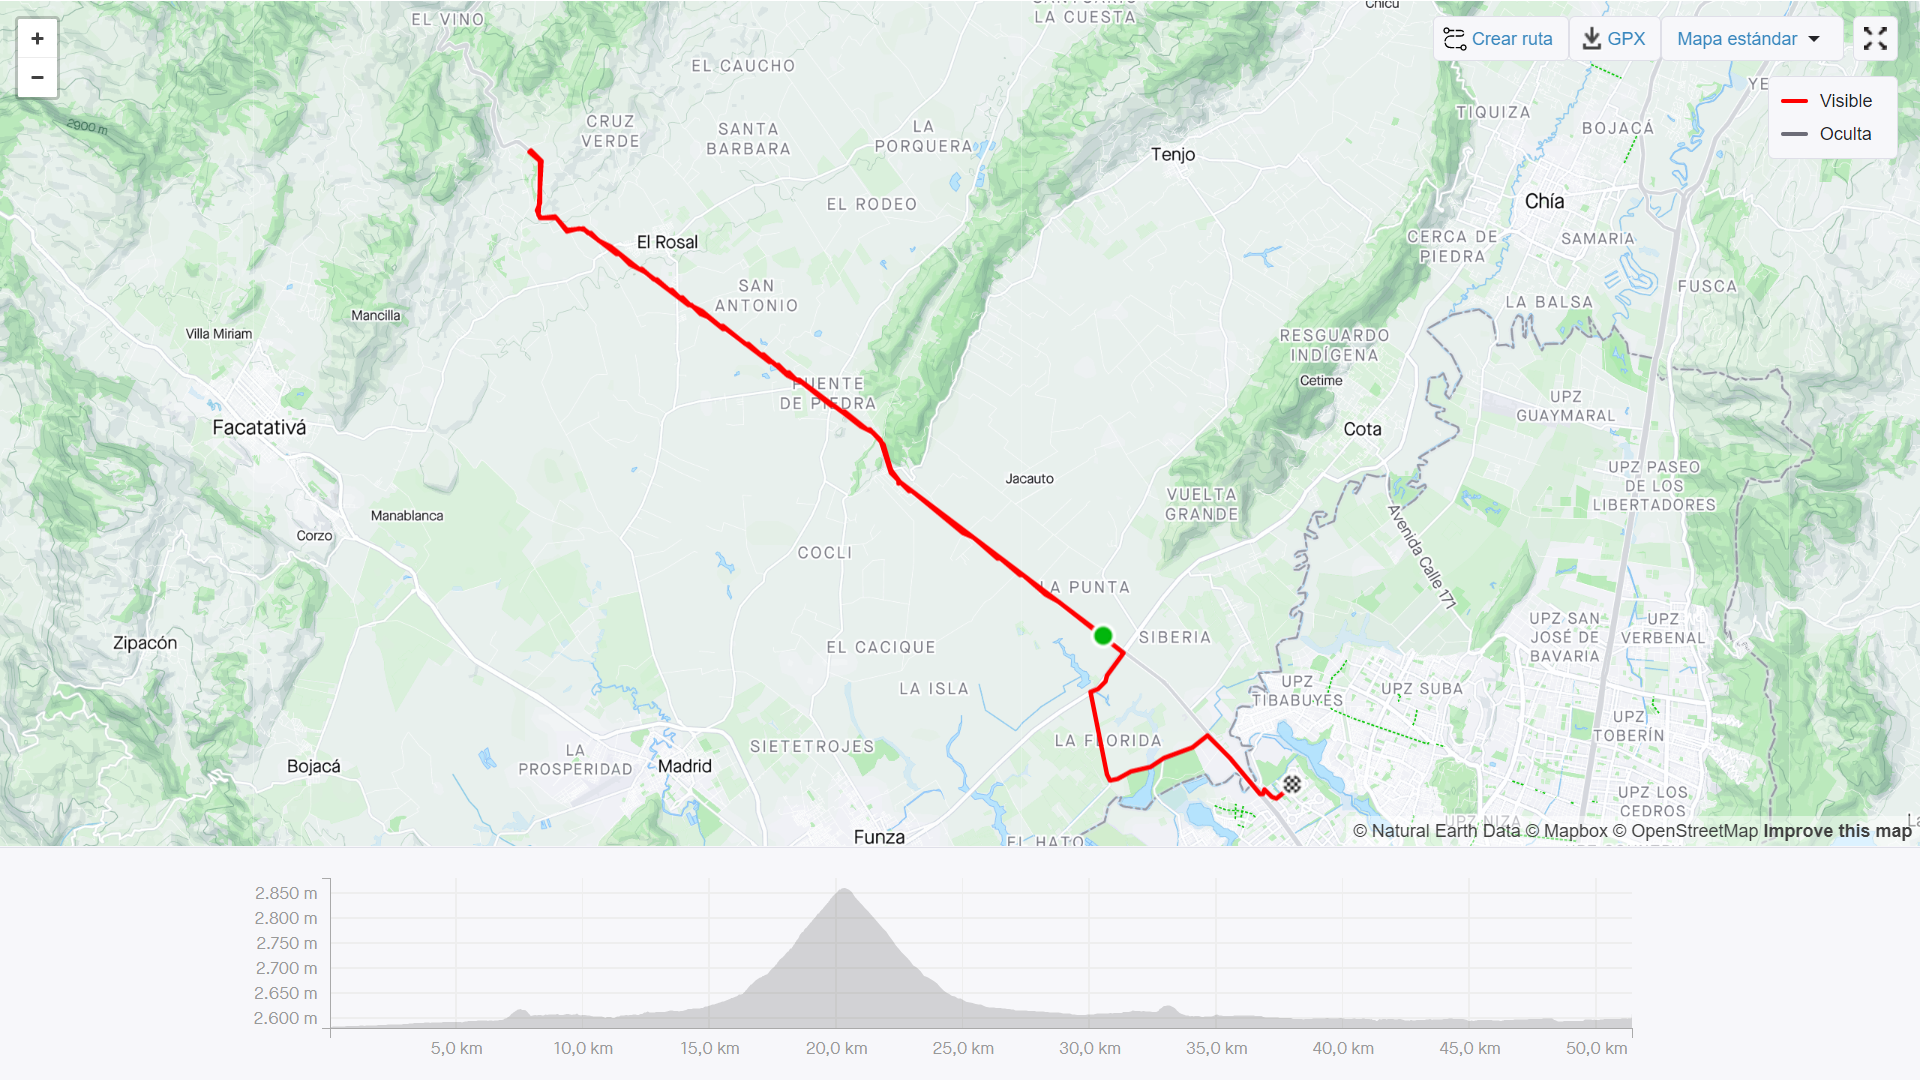 EL VINO
SANTUARIO
LA CUESTA
Chicú
+
−
Crear ruta
GPX
Mapa estándar
Visible
Oculta
YE
EL CAUCHO
2900 m
CRUZ
VERDE
SANTA
BARBARA
LA
PORQUERA
Tenjo
TIQUIZA
BOJACÁ
Chía
EL RODEO
El Rosal
CERCA DE
PIEDRA
SAMARIA
SAN
ANTONIO
FUSCA
LA BALSA
Mancilla
Villa Miriam
RESGUARDO
INDÍGENA
Cetime
PUENTE
DE PIEDRA
UPZ
GUAYMARAL
Facatativá
Cota
Jacauto
UPZ PASEO
DE LOS
LIBERTADORES
VUELTA
GRANDE
Manablanca
Corzo
Avenida Calle 171
COCLI
LA PUNTA
Zipacón
EL CACIQUE
SIBERIA
UPZ SAN
JOSÉ DE
BAVARIA
UPZ
VERBENAL
LA ISLA
UPZ
TIBABUYES
UPZ SUBA
UPZ
TOBERÍN
LA FLORIDA
SIETETROJES
LA
PROSPERIDAD
Bojacá
Madrid
UPZ LOS
CEDROS
UPZ NIZA
Funza
EL HATO
© Natural Earth Data © Mapbox © OpenStreetMap Improve this map
2.850 m
2.800 m
2.750 m
2.700 m
2.650 m
2.600 m
5,0 km 10,0 km 15,0 km 20,0 km 25,0 km 30,0 km 35,0 km 40,0 km 45,0 km 50,0 km